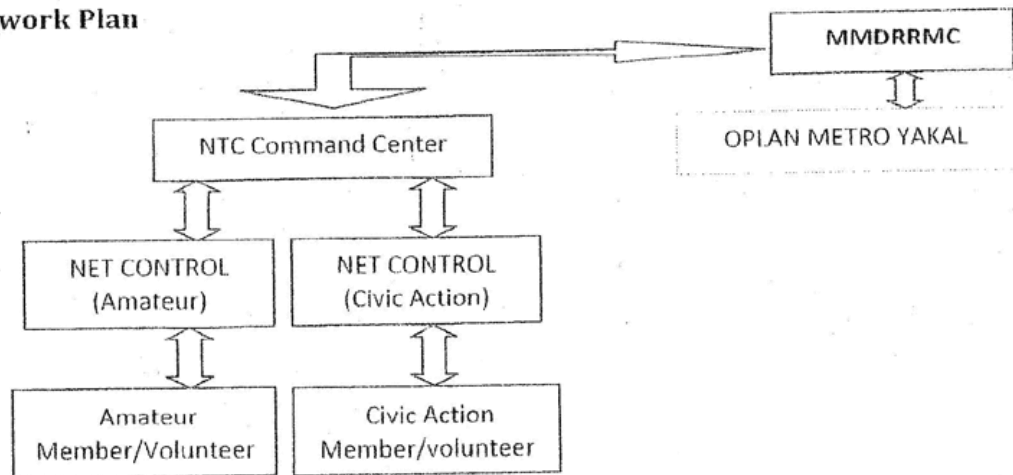 work Plan
MMDRRMC
NTC Command Center
OPLAN METRO YAKAL
NET CONTROL
(Amateur)
NET CONTROL
(Civic Action)
Amateur
Member/Volunteer
Civic Action
Member/volunteer